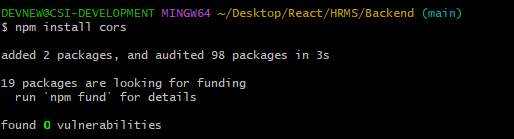 DEVNEW@CSI-DEVELOPMENT MINGW64 ~/Desktop/React/HRMS/Backend (main)
$ npm install cors
added 2 packages, and audited 98 packages in 3s
19 packages are looking for funding
run `npm fund` for details
found 0 vulnerabilities